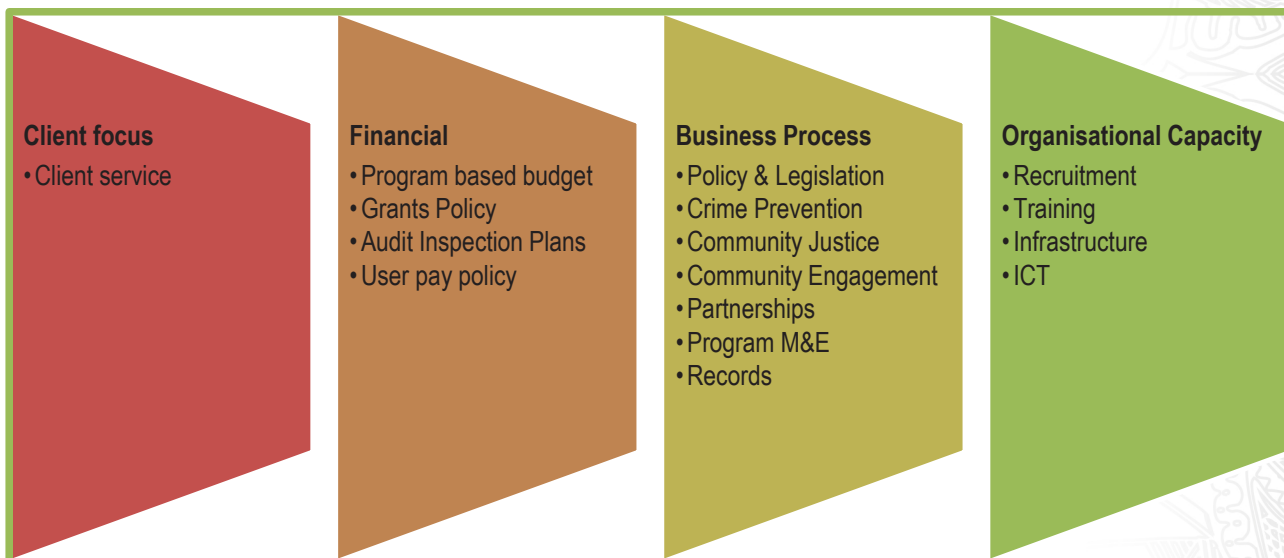 Client focus
• Client service
Financial
• Program based budget
• Grants Policy
• Audit Inspection Plans
• User pay policy
Business Process
• Policy & Legislation
• Crime Prevention
• Community Justice
• Community Engagement
• Partnerships
• Program M&E
• Records
Organisational Capacity
• Recruitment
• Training
• Infrastructure
• ICT